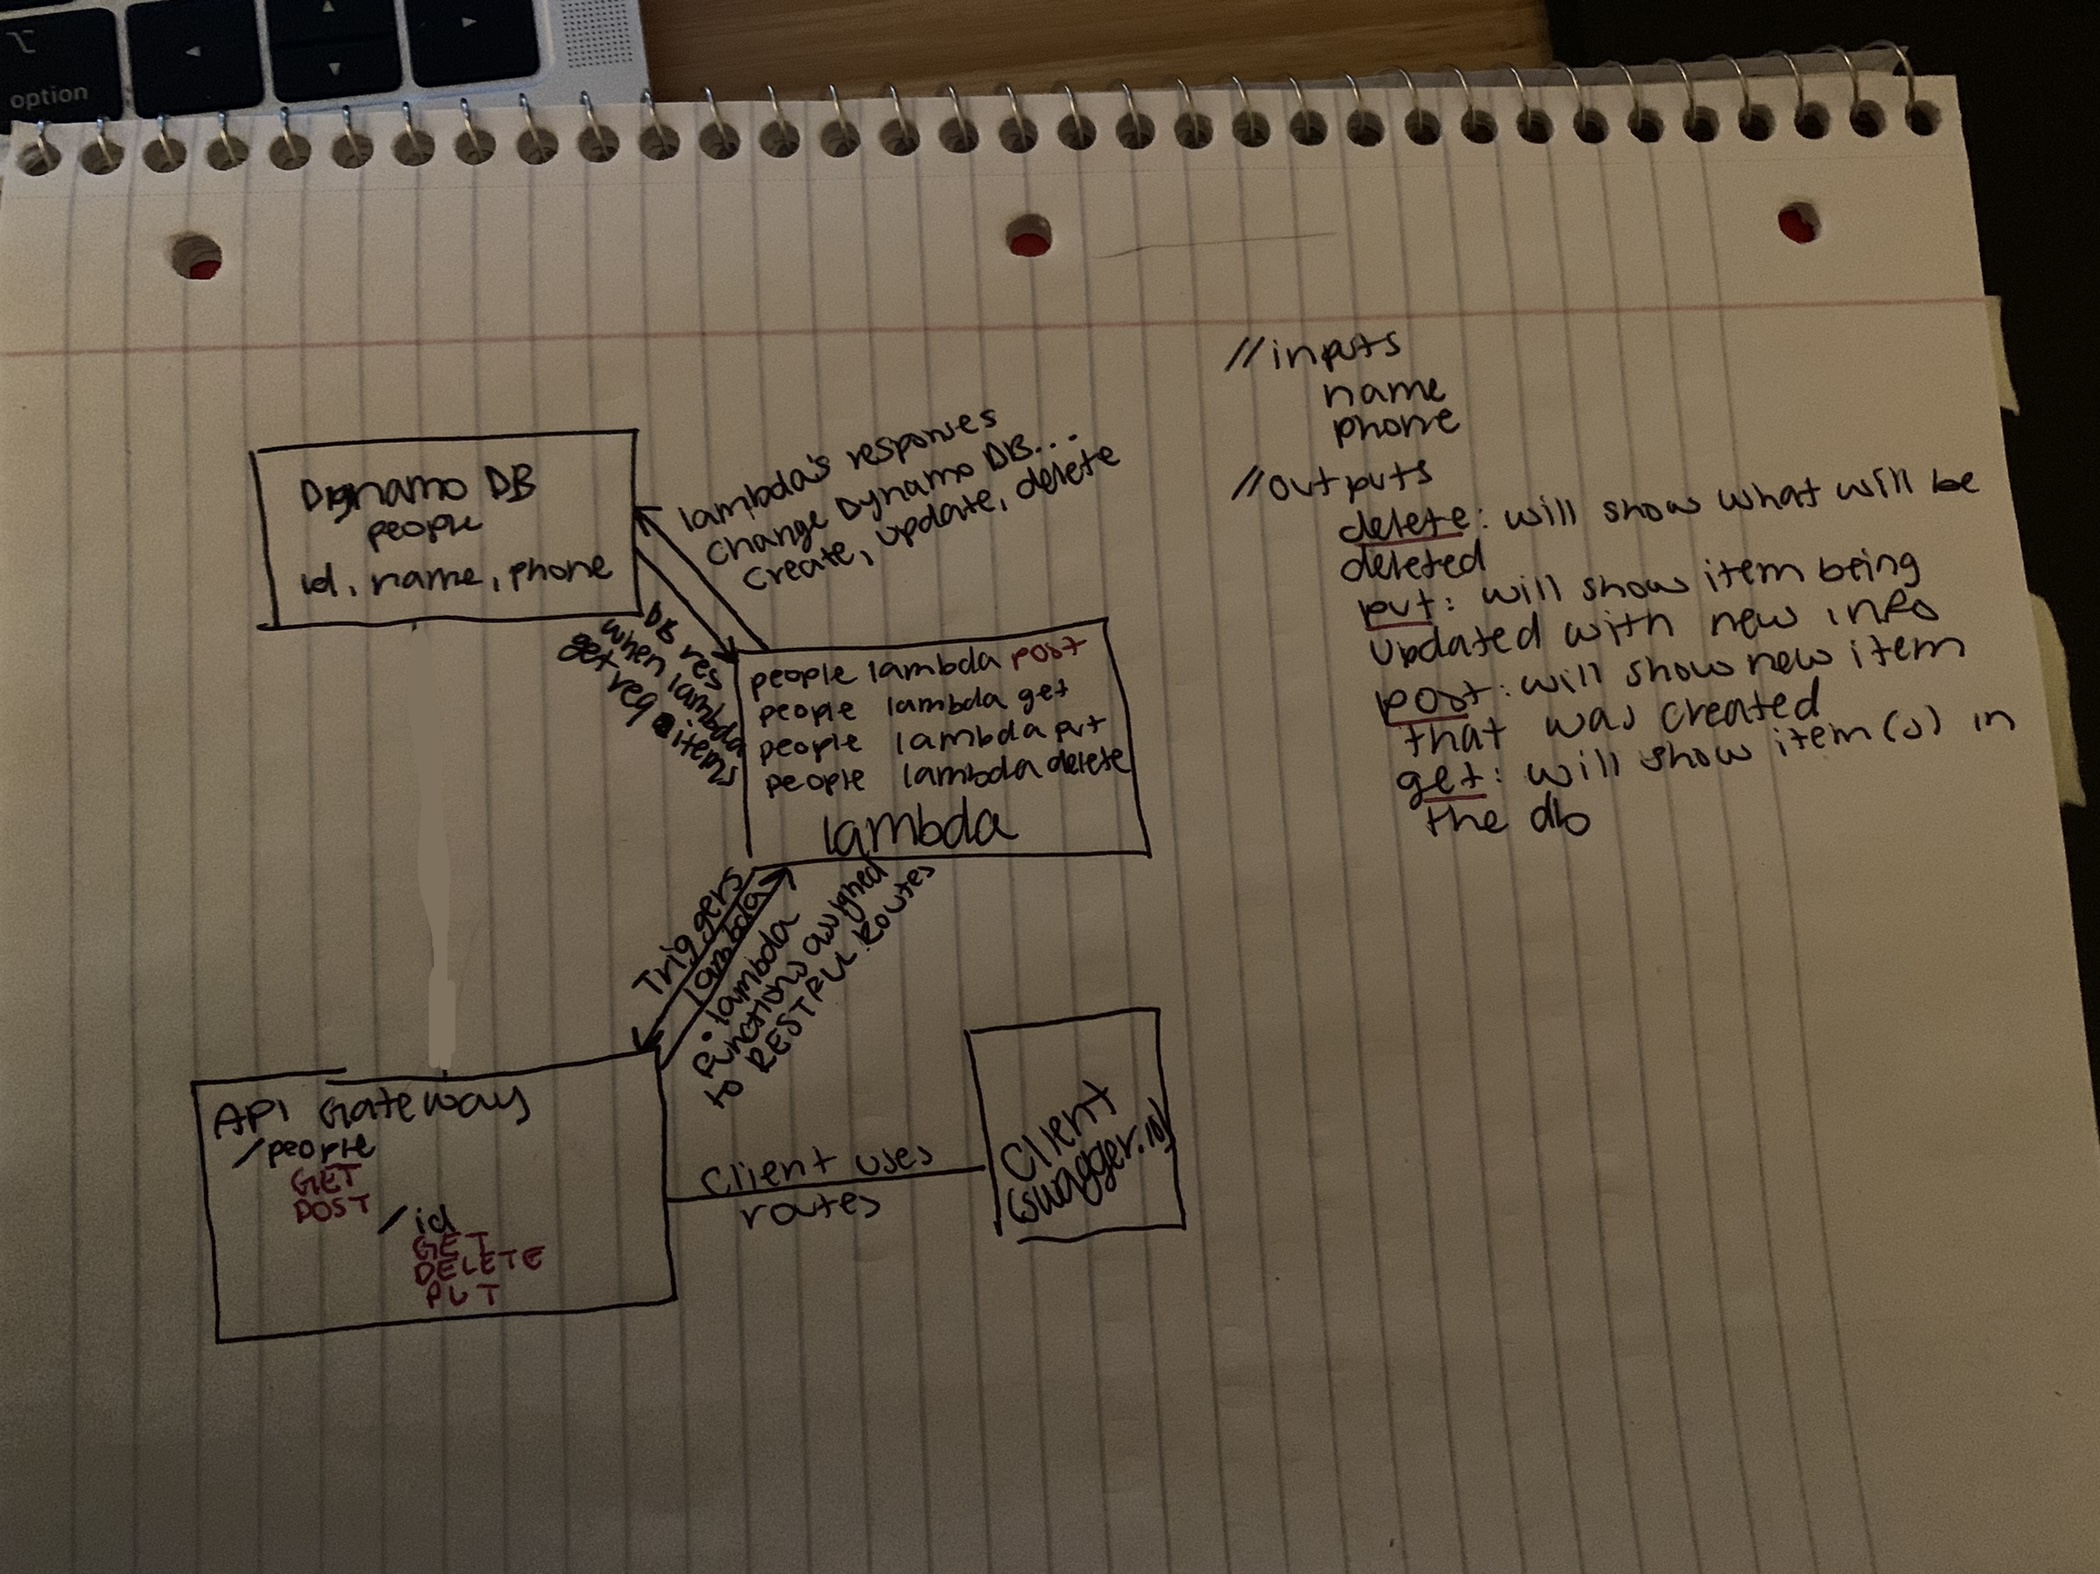 option
Dynamo DB
people
id, name, phone
lambda's responses
change Dynamo DB...
create, update, delete
DB res
when lambda
get req items
people lambda post
people lambda get
people lambda put
people lambda delete
lambda
Triggers
lambda
• lambda
functions assigned
to RESTFUL Routes
API Gateway
/people
GET
POST
/id
GET
DELETE
PUT
client uses
routes
Client
(swagger.io)
//inputs
name
phone
//outputs
delete: will show what will be
deleted
put: will show item being
updated with new info
post: will show new item
that was created
get: will show item(s) in
the db